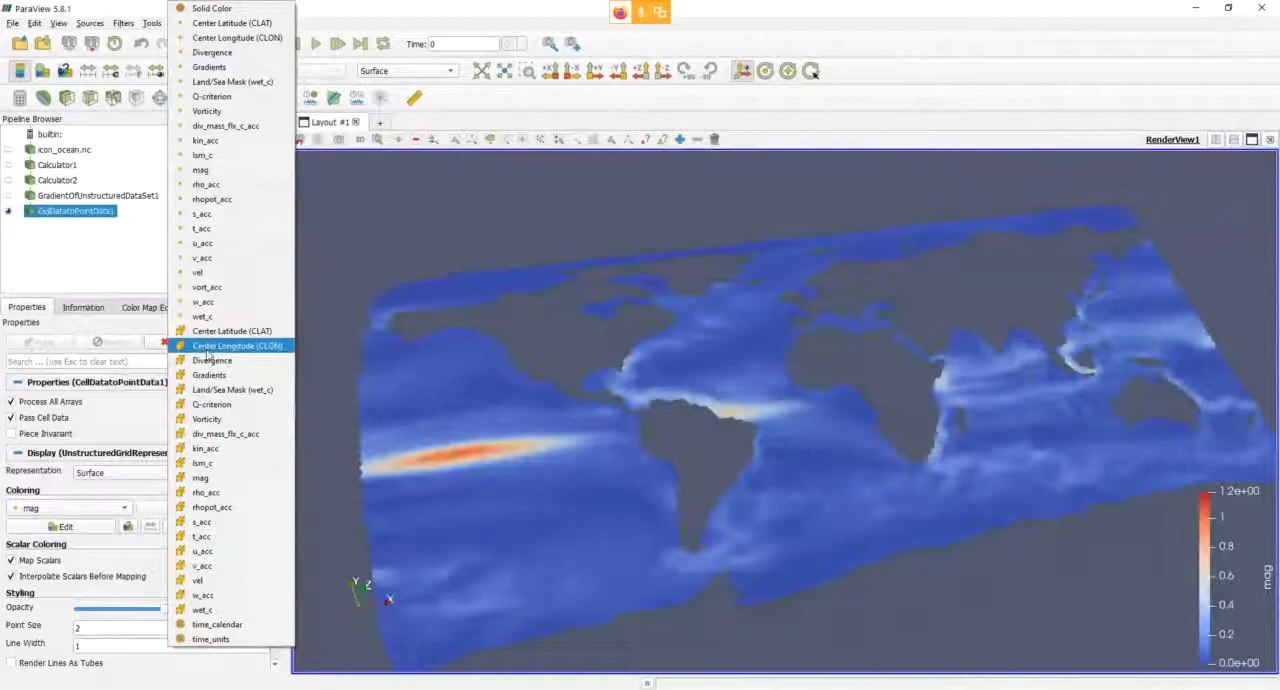 ParaView 5.8.1
File Edit View Sources Filters Tools
Time: 0
Surface
Pipeline Browser
builtin:
icon_ocean.nc
Calculator1
Calculator2
GradientOfUnstructuredDataSet1
CellDatatoPointData1
Properties Information Color Map Ed
Properties
Search ... (use Esc to clear text)
Properties (CellDatatoPointData1)
Process All Arrays
Pass Cell Data
Piece Invariant
Display (UnstructuredGridReprese
Representation Surface
Coloring
mag
Edit
Scalar Coloring
Map Scalars
Interpolate Scalars Before Mapping
Styling
Opacity
Point Size 2
Line Width 1
Render Lines As Tubes
Solid Color
Center Latitude (CLAT)
Center Longitude (CLON)
Divergence
Gradients
Land/Sea Mask (wet_c)
Q-criterion
Vorticity
div_mass_flx_c_acc
kin_acc
lsm_c
mag
rho_acc
rhopot_acc
s_acc
t_acc
u_acc
v_acc
vel
vort_acc
w_acc
wet_c
Center Latitude (CLAT)
Center Longitude (CLON)
Divergence
Gradients
Land/Sea Mask (wet_c)
Q-criterion
Vorticity
div_mass_flx_c_acc
kin_acc
lsm_c
mag
rho_acc
rhopot_acc
s_acc
t_acc
u_acc
v_acc
vel
w_acc
wet_c
time_calendar
time_units
Layout #1
+
3D
RenderView1
Y
Z
X
1.2e+00
1
0.8
0.6
0.4
0.2
0.0e+00
mag